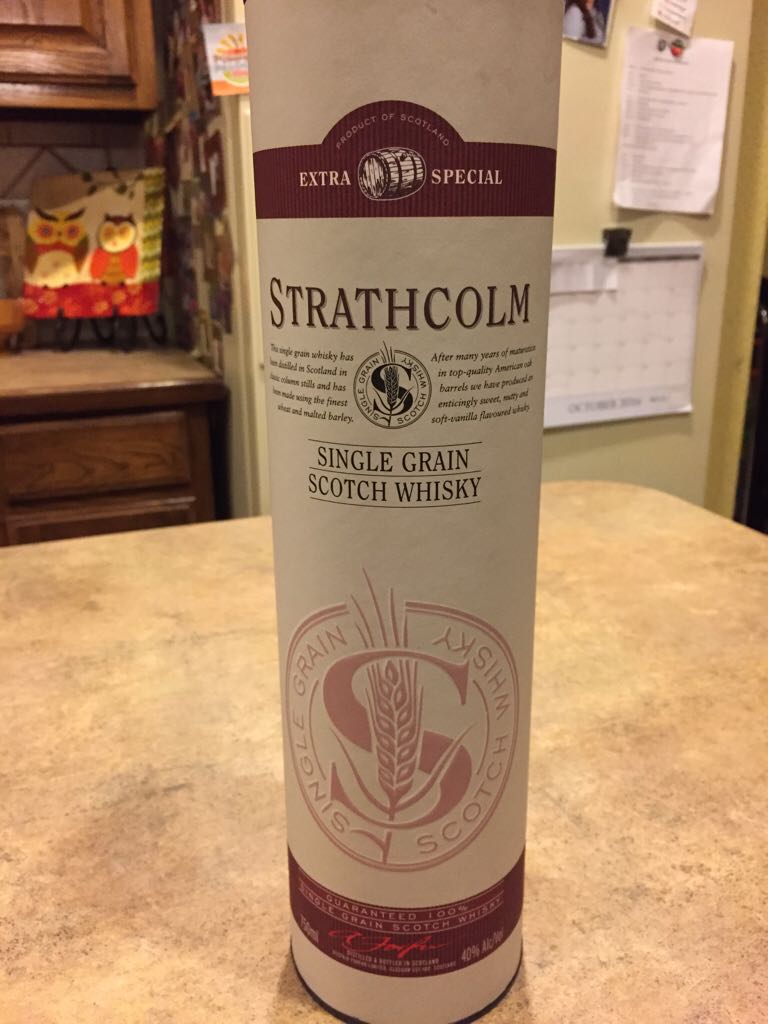 PRODUCT OF SCOTLAND
EXTRA SPECIAL
STRATHCOLM
This single grain whisky has
been distilled in Scotland in
classic column stills and has
been made using the finest
wheat and malted barley.
SINGLE GRAIN SCOTCH WHISKY
S
After many years of maturation
in top-quality American oak
barrels we have produced an
enticingly sweet, nutty and
soft-vanilla flavoured whisky.
SINGLE GRAIN
SCOTCH WHISKY
SINGLE GRAIN SCOTCH WHISKY
S
GUARANTEED 100%
SINGLE GRAIN SCOTCH WHISKY
750ml
DISTILLED & BOTTLED IN SCOTLAND
40% Alc/Vol
OCTOBER 2016